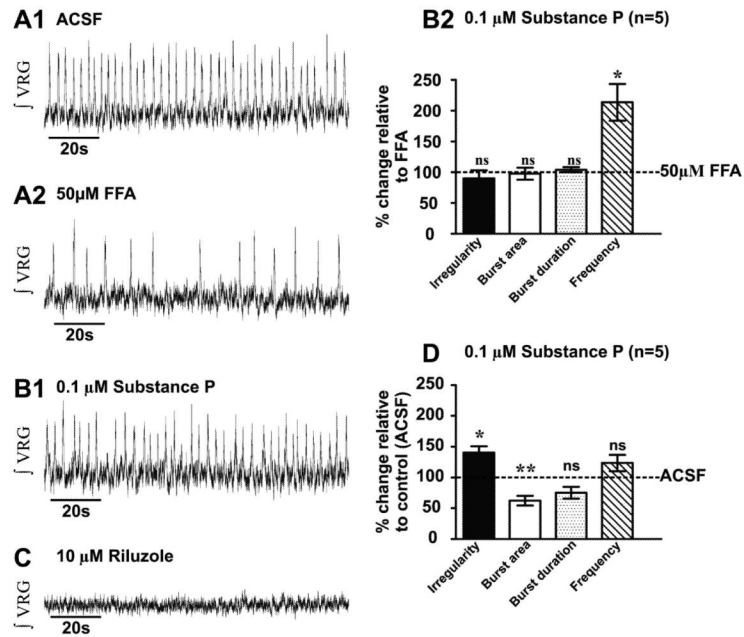 A1 ACSF
∫ VRG
20s
A2 50µM FFA
∫ VRG
20s
B1 0.1 µM Substance P
∫ VRG
20s
C 10 µM Riluzole
∫ VRG
20s
B2 0.1 µM Substance P (n=5)
% change relative
to FFA
250
200
150
100
50
0
ns
ns
ns
*
50µM FFA
Irregularity
Burst area
Burst duration
Frequency
D 0.1 µM Substance P (n=5)
% change relative
to control (ACSF)
250
200
150
100
50
0
*
**
ns
ns
ACSF
Irregularity
Burst area
Burst duration
Frequency